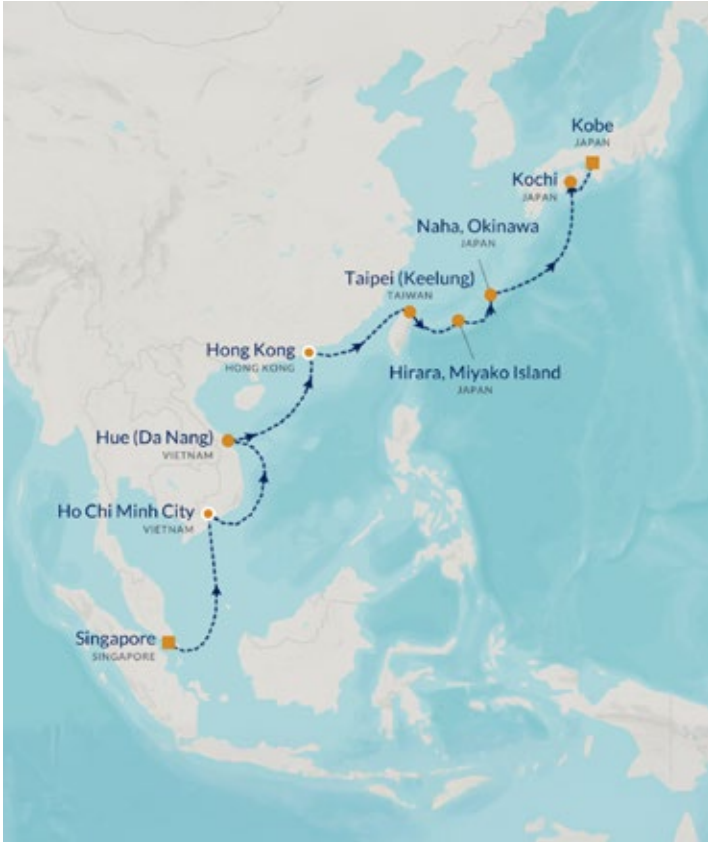 Kobe
JAPAN
Kochi
JAPAN
Naha, Okinawa
JAPAN
Taipei (Keelung)
TAIWAN
Hong Kong
HONG KONG
Hirara, Miyako Island
JAPAN
Hue (Da Nang)
VIETNAM
Ho Chi Minh City
VIETNAM
Singapore
SINGAPORE